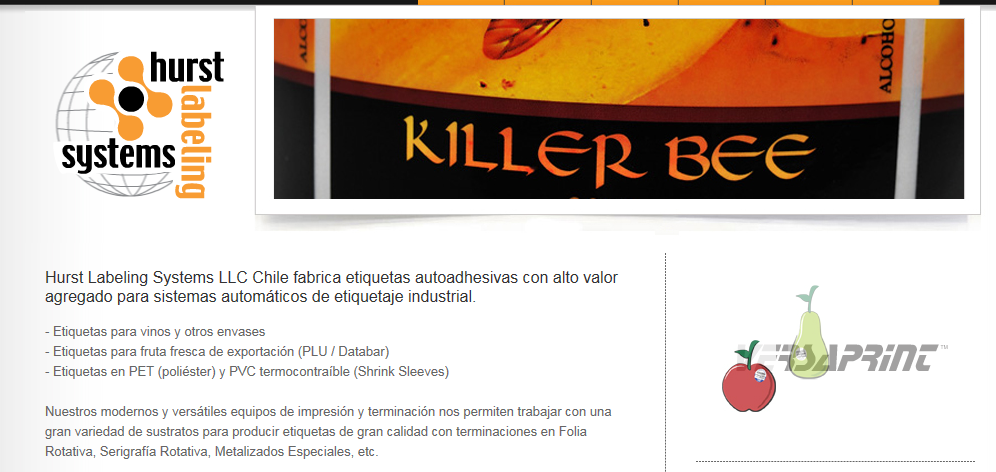 hurst
labeling
systems
ALCOHO
KILLER BEE
Hurst Labeling Systems LLC Chile fabrica etiquetas autoadhesivas con alto valor
agregado para sistemas automáticos de etiquetaje industrial.
- Etiquetas para vinos y otros envases
- Etiquetas para fruta fresca de exportación (PLU / Databar)
- Etiquetas en PET (poliéster) y PVC termocontraíble (Shrink Sleeves)
Nuestros modernos y versátiles equipos de impresión y terminación nos permiten trabajar con una
gran variedad de sustratos para producir etiquetas de gran calidad con terminaciones en Folia
Rotativa, Serigrafía Rotativa, Metalizados Especiales, etc.
VERSAPRINT™